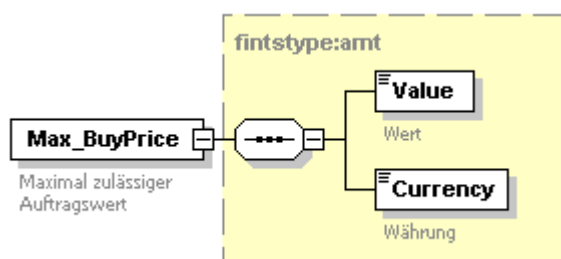 fintstype:amt
Value
Wert
Max_BuyPrice
Maximal zulässiger
Auftragswert
Currency
Währung